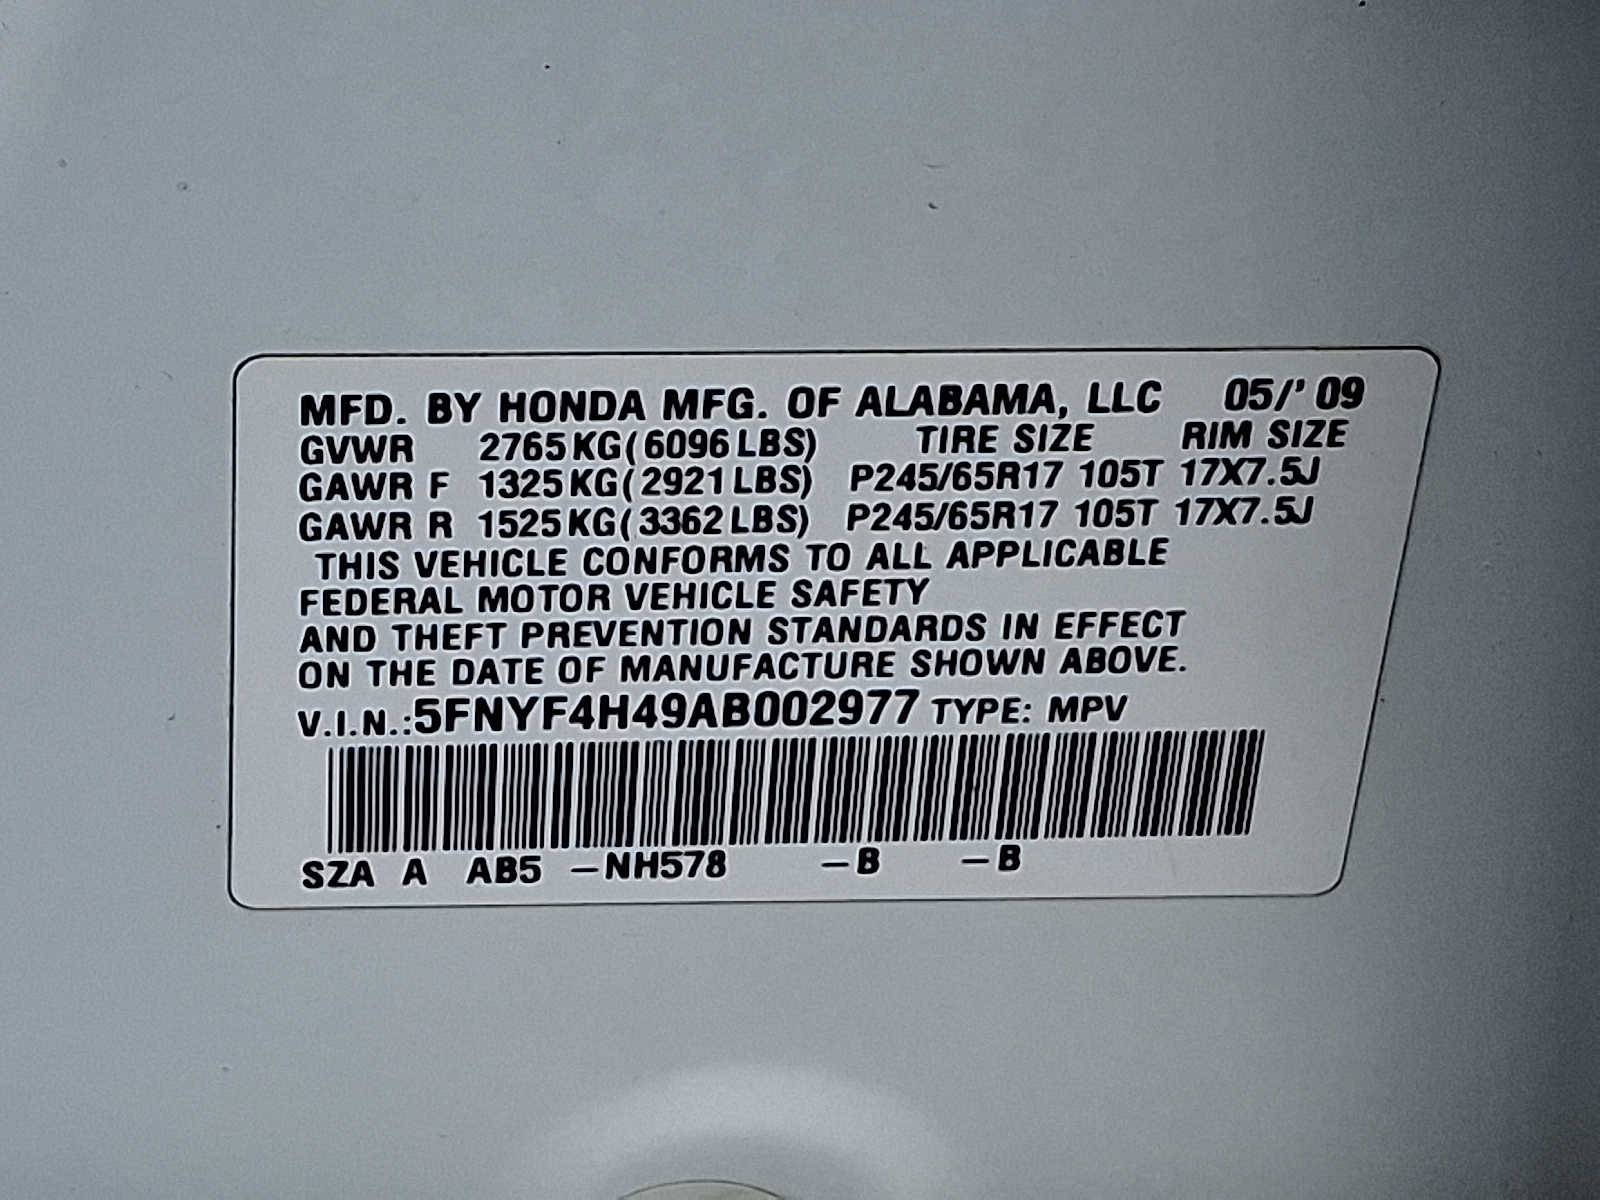 MFD. BY HONDA MFG. OF ALABAMA, LLC 05/'09
GVWR 2765KG(6096LBS) TIRE SIZE RIM SIZE
GAWR F 1325KG(2921LBS) P245/65R17 105T 17X7.5J
GAWR R 1525KG(3362LBS) P245/65R17 105T 17X7.5J
THIS VEHICLE CONFORMS TO ALL APPLICABLE
FEDERAL MOTOR VEHICLE SAFETY
AND THEFT PREVENTION STANDARDS IN EFFECT
ON THE DATE OF MANUFACTURE SHOWN ABOVE.
V.I.N.:5FNYF4H49AB002977 TYPE: MPV
SZA A AB5 –NH578 –B –B